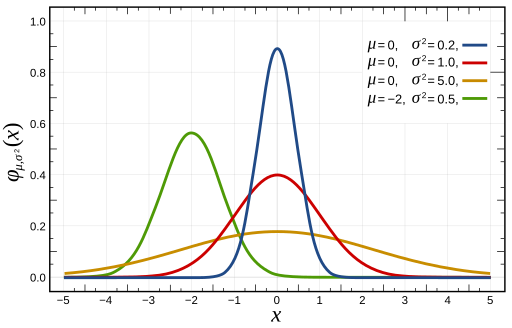 1.0
0.8
0.6
0.4
0.2
0.0
φμ,σ²(x)
μ = 0, σ² = 0.2,
μ = 0, σ² = 1.0,
μ = 0, σ² = 5.0,
μ = −2, σ² = 0.5,
−5 −4 −3 −2 −1 0 1 2 3 4 5
x